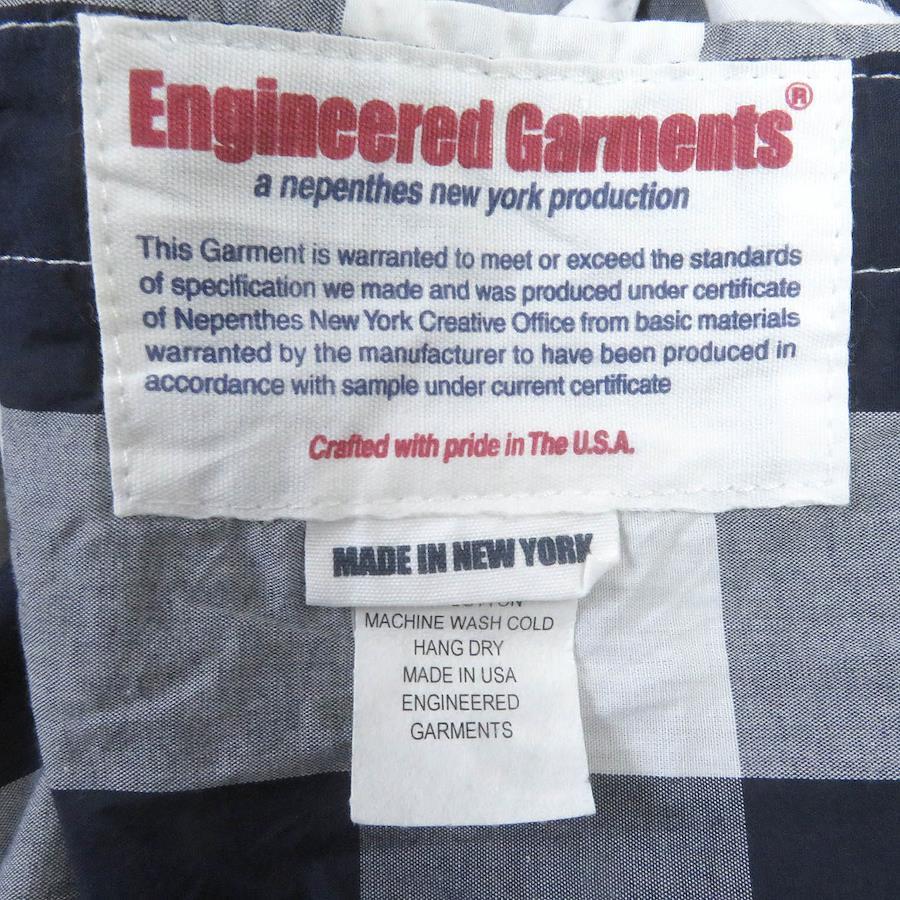 Engineered Garments®
a nepenthes new york production
This Garment is warranted to meet or exceed the standards
of specification we made and was produced under certificate
of Nepenthes New York Creative Office from basic materials
warranted by the manufacturer to have been produced in
accordance with sample under current certificate
Crafted with pride in The U.S.A.
MADE IN NEW YORK
COTTON
MACHINE WASH COLD
HANG DRY
MADE IN USA
ENGINEERED
GARMENTS